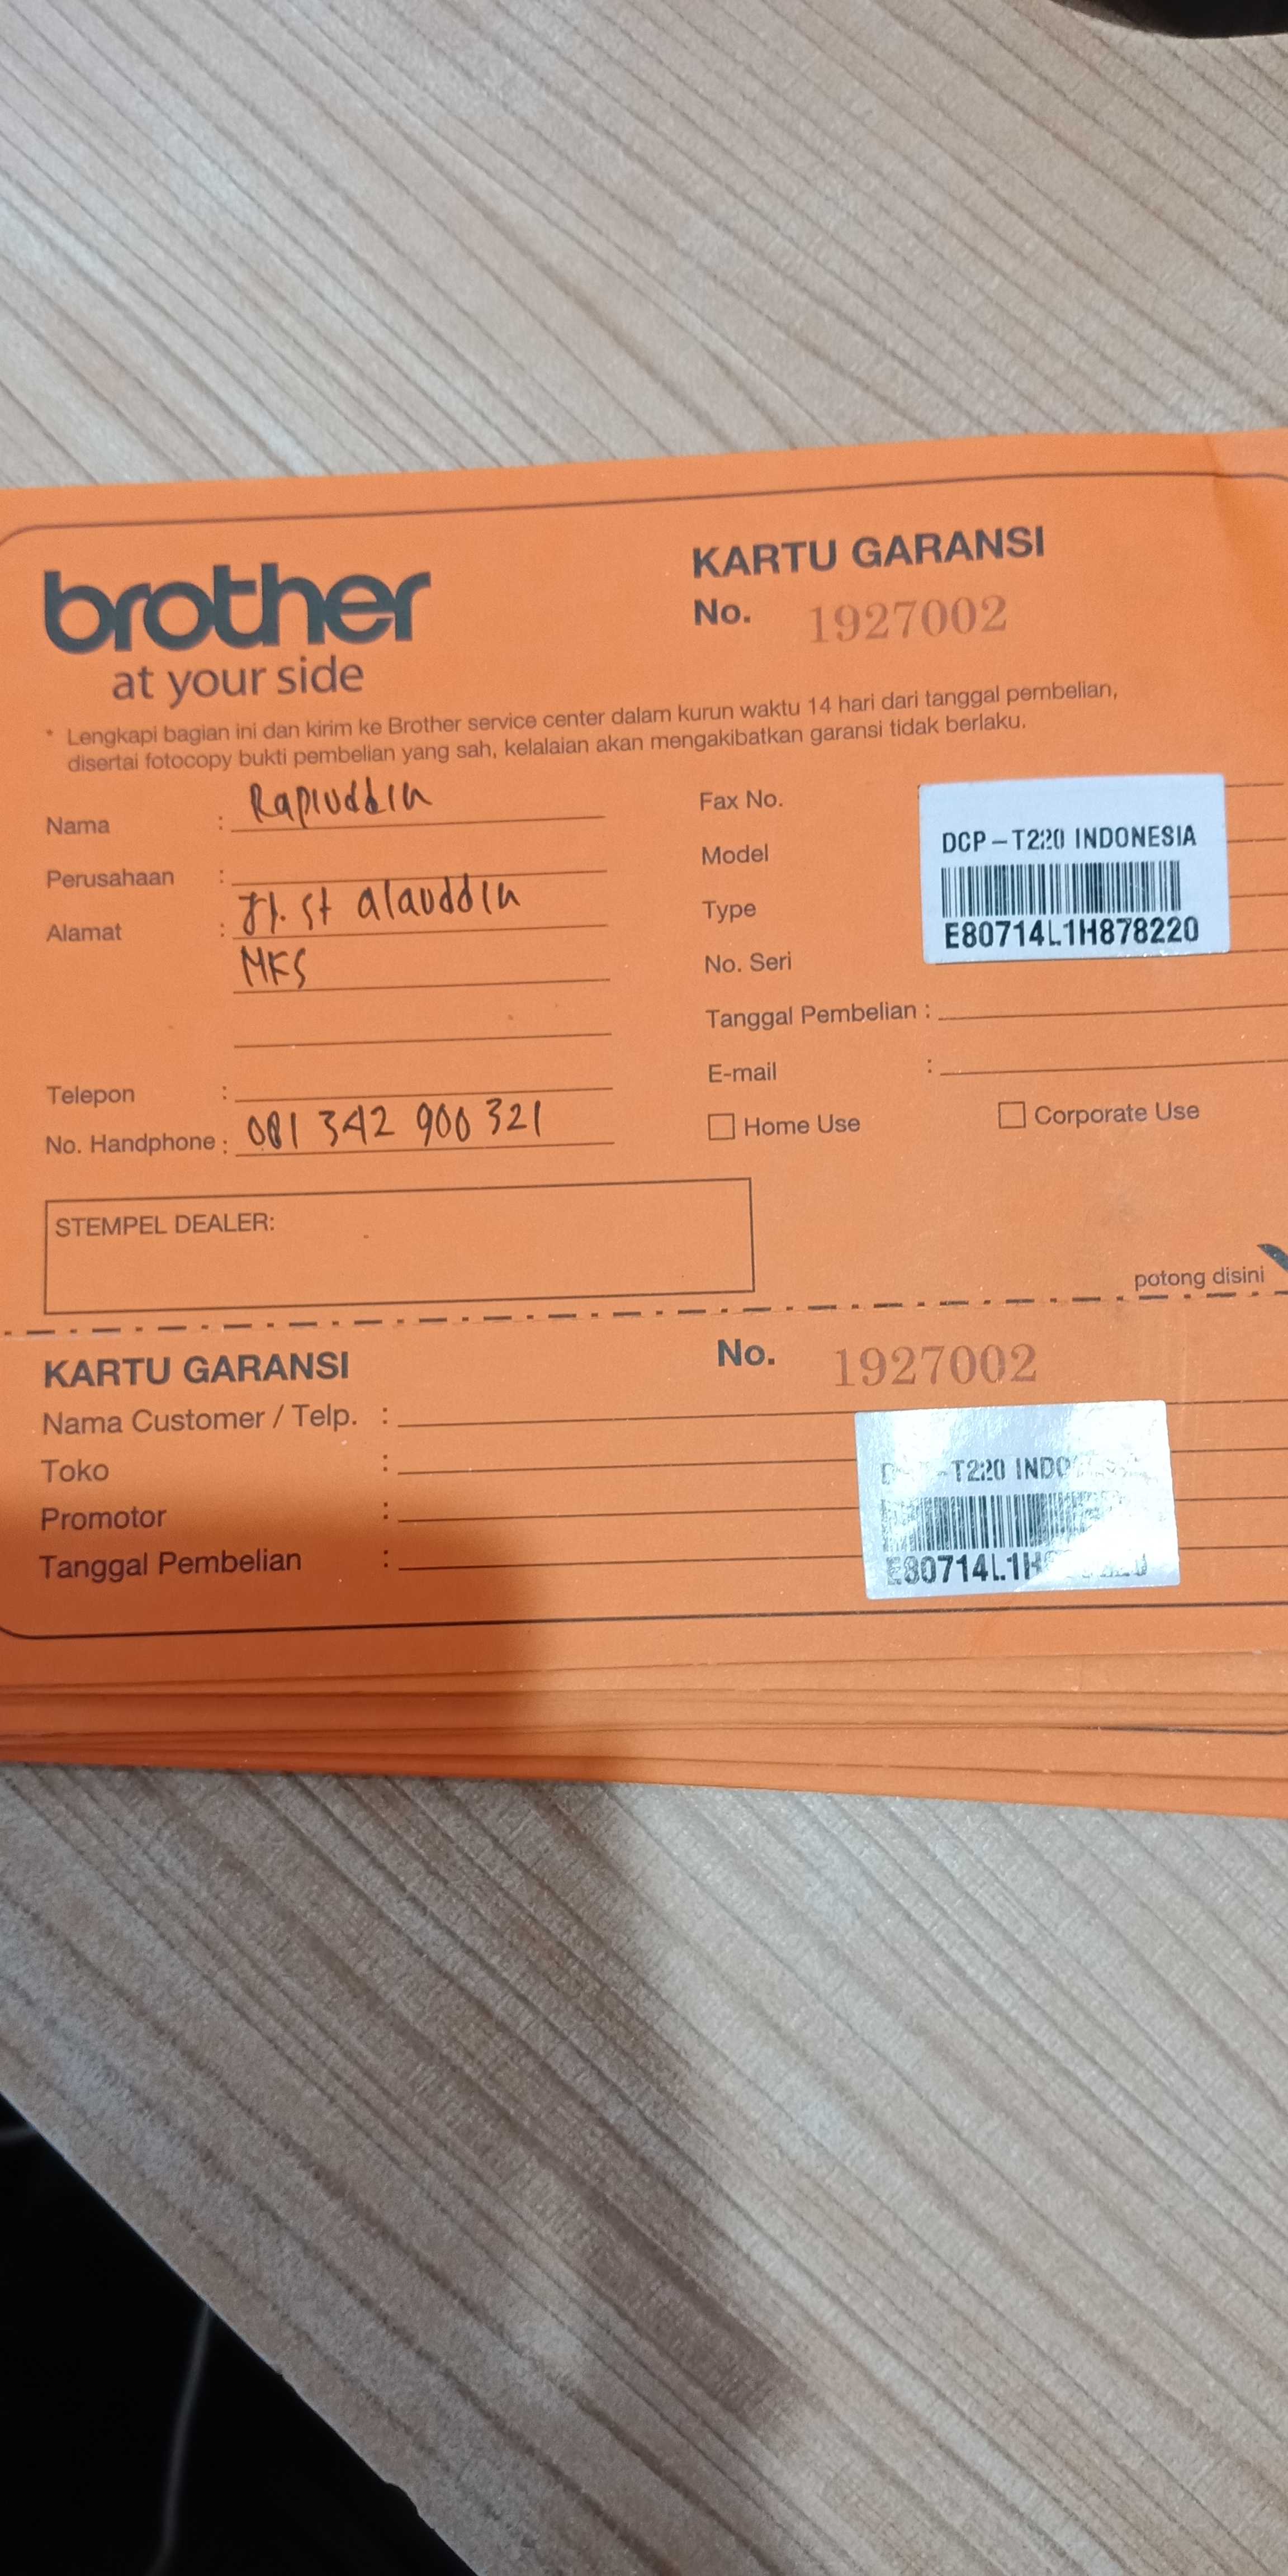 brother
at your side
KARTU GARANSI
No. 1927002
* Lengkapi bagian ini dan kirim ke Brother service center dalam kurun waktu 14 hari dari tanggal pembelian,
disertai fotocopy bukti pembelian yang sah, kelalaian akan mengakibatkan garansi tidak berlaku.
Nama : Rapiuddin
Perusahaan :
Alamat : Jl. St Alauddin
MKS
Telepon :
No. Handphone : 081 342 900 321
Fax No.
Model
Type
No. Seri
DCP-T220 INDONESIA
E80714L1H878220
Tanggal Pembelian :
E-mail :
Home Use
Corporate Use
STEMPEL DEALER:
potong disini
KARTU GARANSI
No. 1927002
Nama Customer / Telp. :
Toko :
Promotor :
Tanggal Pembelian :
-T220